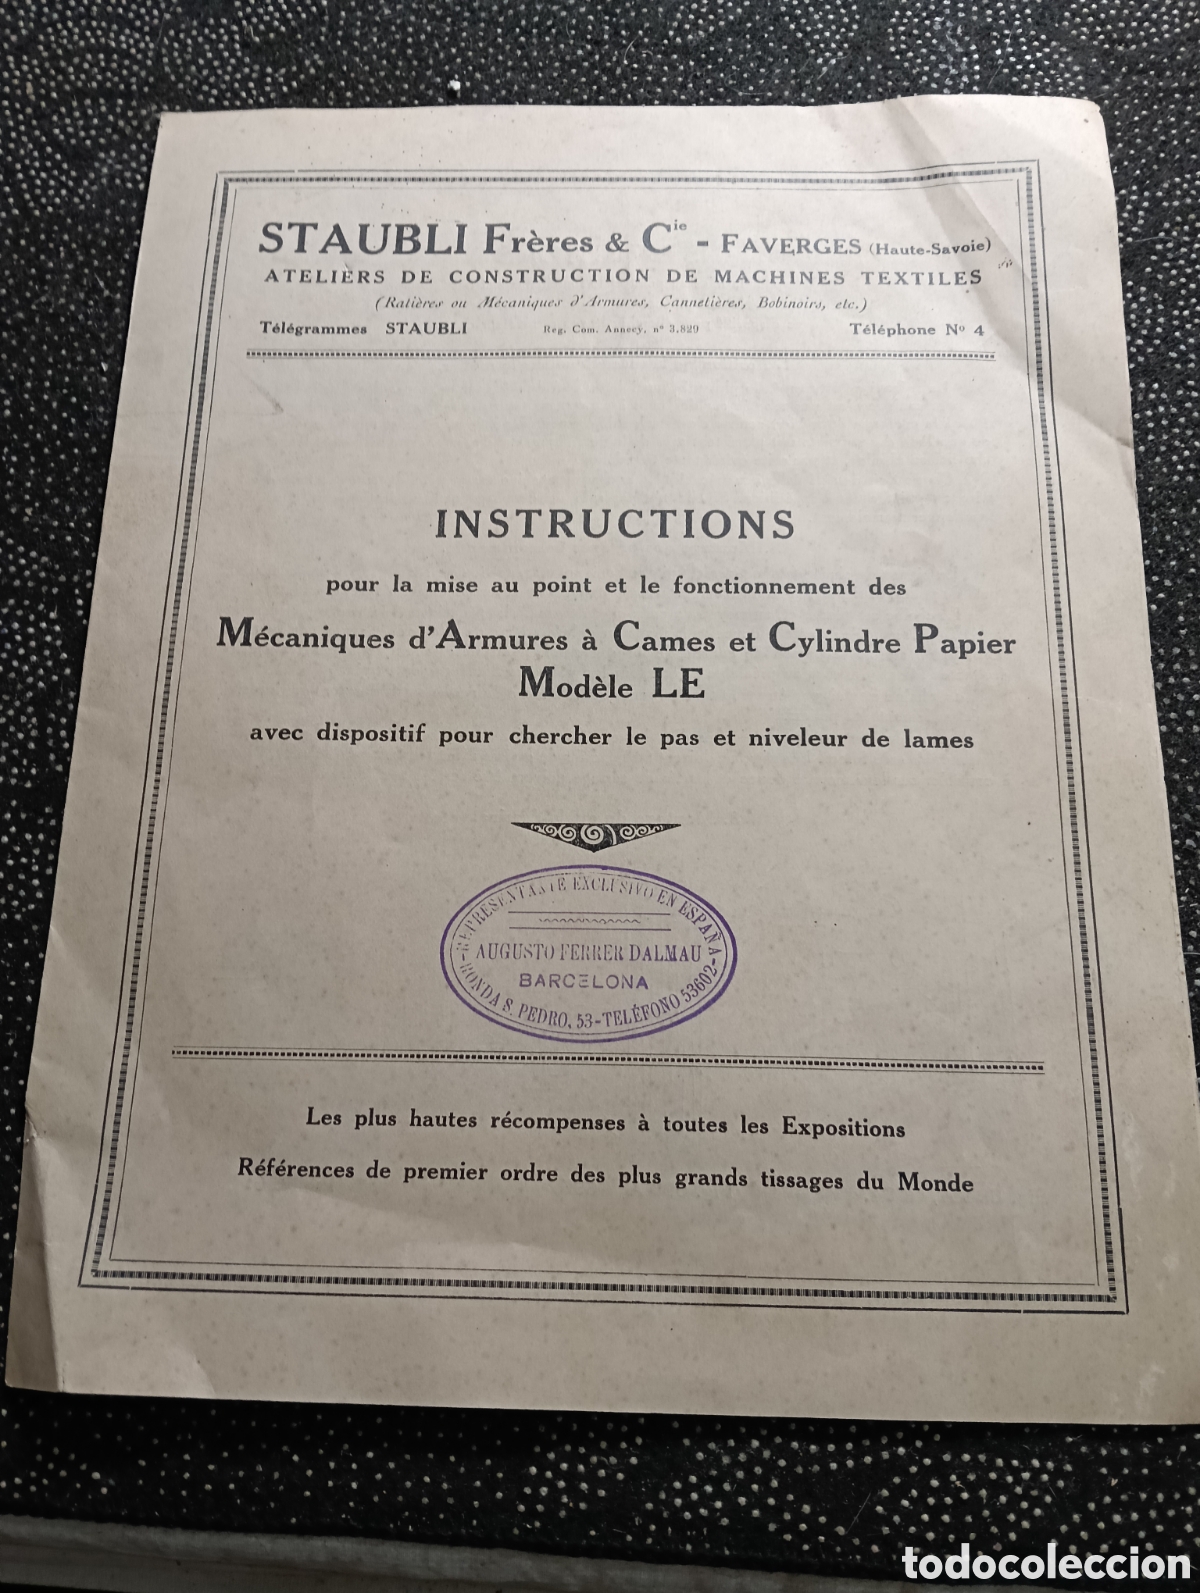 STAUBLI Frères & Cie - FAVERGES (Haute-Savoie)
ATELIERS DE CONSTRUCTION DE MACHINES TEXTILES
(Ratières ou Mécaniques d'Armures, Cannetières, Bobinoirs, etc.)
Télégrammes STAUBLI Reg. Com. Annecy, n° 3.829 Téléphone N° 4
INSTRUCTIONS
pour la mise au point et le fonctionnement des
Mécaniques d'Armures à Cames et Cylindre Papier
Modèle LE
avec dispositif pour chercher le pas et niveleur de lames
REPRESENTANTE EXCLUSIVO EN ESPAÑA
AUGUSTO FERRER DALMAU
BARCELONA
RONDA S. PEDRO, 53-TELÉFONO 53602
Les plus hautes récompenses à toutes les Expositions
Références de premier ordre des plus grands tissages du Monde
todocoleccion